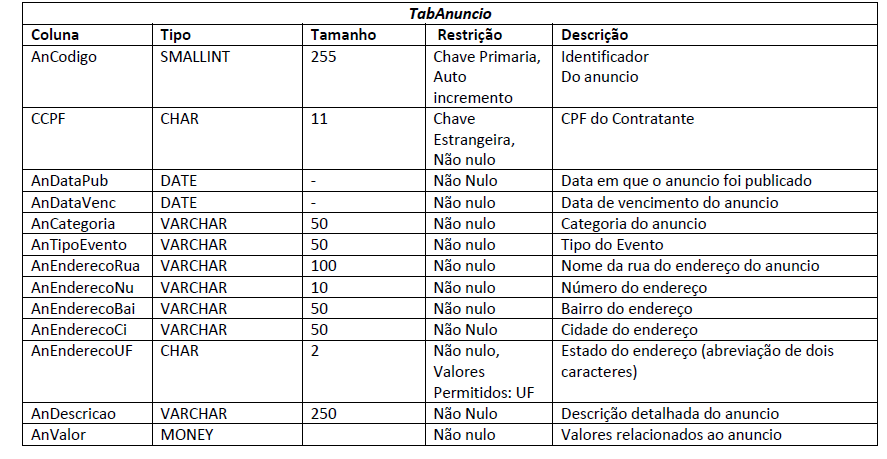 TabAnuncio
Coluna Tipo Tamanho Restrição Descrição
AnCodigo SMALLINT 255 Chave Primaria, Identificador
Auto Do anuncio
incremento
CCPF CHAR 11 Chave CPF do Contratante
Estrangeira,
Não nulo
AnDataPub DATE - Não Nulo Data em que o anuncio foi publicado
AnDataVenc DATE - Não nulo Data de vencimento do anuncio
AnCategoria VARCHAR 50 Não nulo Categoria do anuncio
AnTipoEvento VARCHAR 50 Não nulo Tipo do Evento
AnEnderecoRua VARCHAR 100 Não nulo Nome da rua do endereço do anuncio
AnEnderecoNu VARCHAR 10 Não nulo Número do endereço
AnEnderecoBai VARCHAR 50 Não nulo Bairro do endereço
AnEnderecoCi VARCHAR 50 Não Nulo Cidade do endereço
AnEnderecoUF CHAR 2 Não nulo, Estado do endereço (abreviação de dois
Valores caracteres)
Permitidos: UF
AnDescricao VARCHAR 250 Não Nulo Descrição detalhada do anuncio
AnValor MONEY Não nulo Valores relacionados ao anuncio